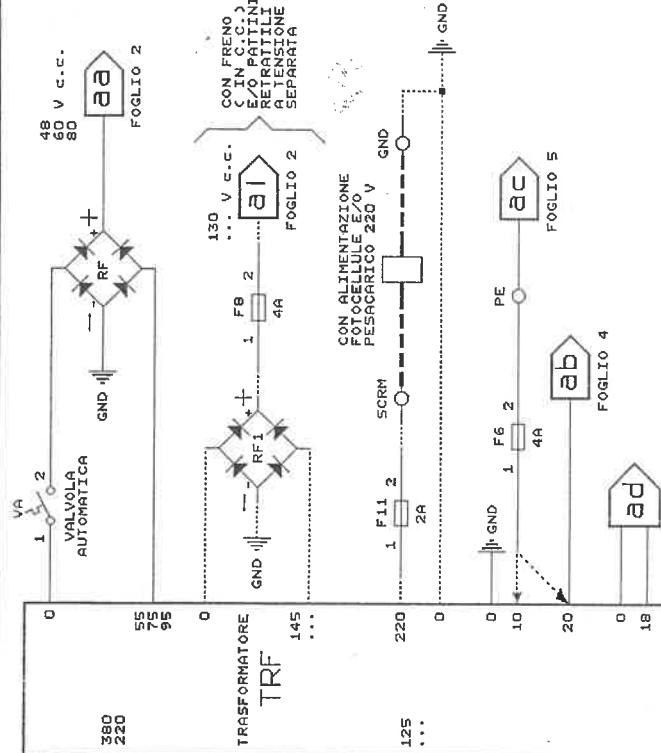 380
220
TRASFORMATORE
TRF
125
...
0
55
75
95
VA
1 2
VALVOLA
AUTOMATICA
GND
-
RF
+
+
48
60 V c.c.
80
aa
FOGLIO 2
0
145
...
GND
-
RF1
+
+
1 F8 2
4A
130
... V c.c.
al
FOGLIO 2
CON FRENO
( IN C.C.)
E/O PATTINI
RETRATTILI
A TENSIONE
SEPARATA
220
0
1 F11 2
2A
SCRM
CON ALIMENTAZIONE
FOTOCELLULE E/O
PESACARICO 220 V
GND
GND
0
10
20
GND
1 F6 2
4A
PE
ac
FOGLIO 5
ab
FOGLIO 4
0
18
ad